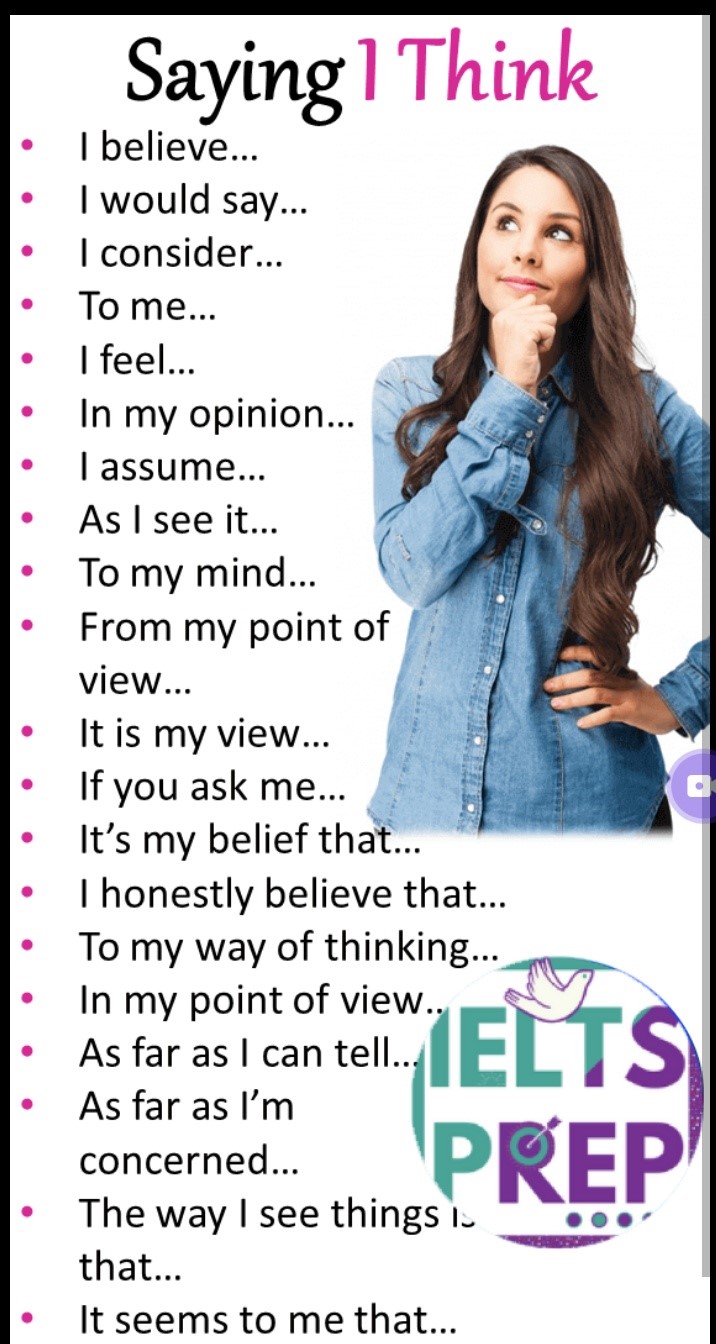 Saying I Think
• I believe...
• I would say...
• I consider...
• To me...
• I feel...
• In my opinion...
• I assume...
• As I see it...
• To my mind...
• From my point of
view...
• It is my view...
• If you ask me...
• It's my belief that...
• I honestly believe that...
• To my way of thinking...
• In my point of view..
• As far as I can tell...
• As far as I'm
concerned...
• The way I see things is
that...
• It seems to me that...
IELTS
PREP